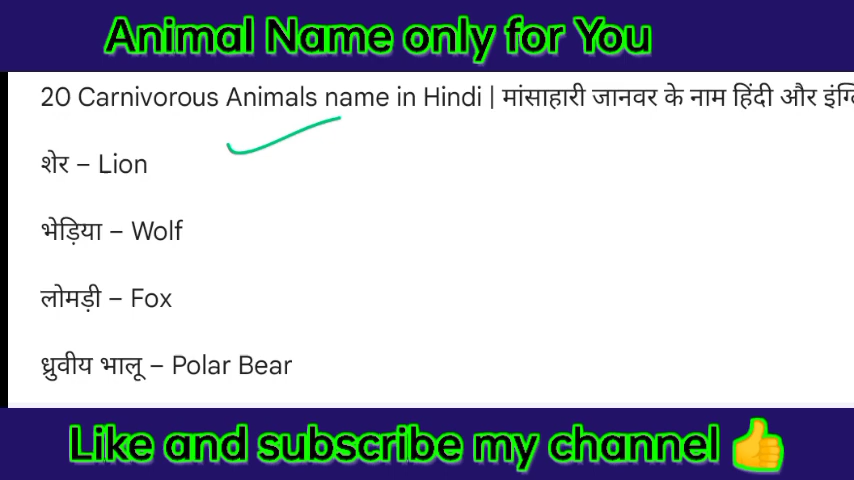 Animal Name only for You
20 Carnivorous Animals name in Hindi | मांसाहारी जानवर के नाम हिंदी और
शेर – Lion
भेड़िया – Wolf
लोमड़ी – Fox
ध्रुवीय भालू – Polar Bear
Like and subscribe my channel 👍